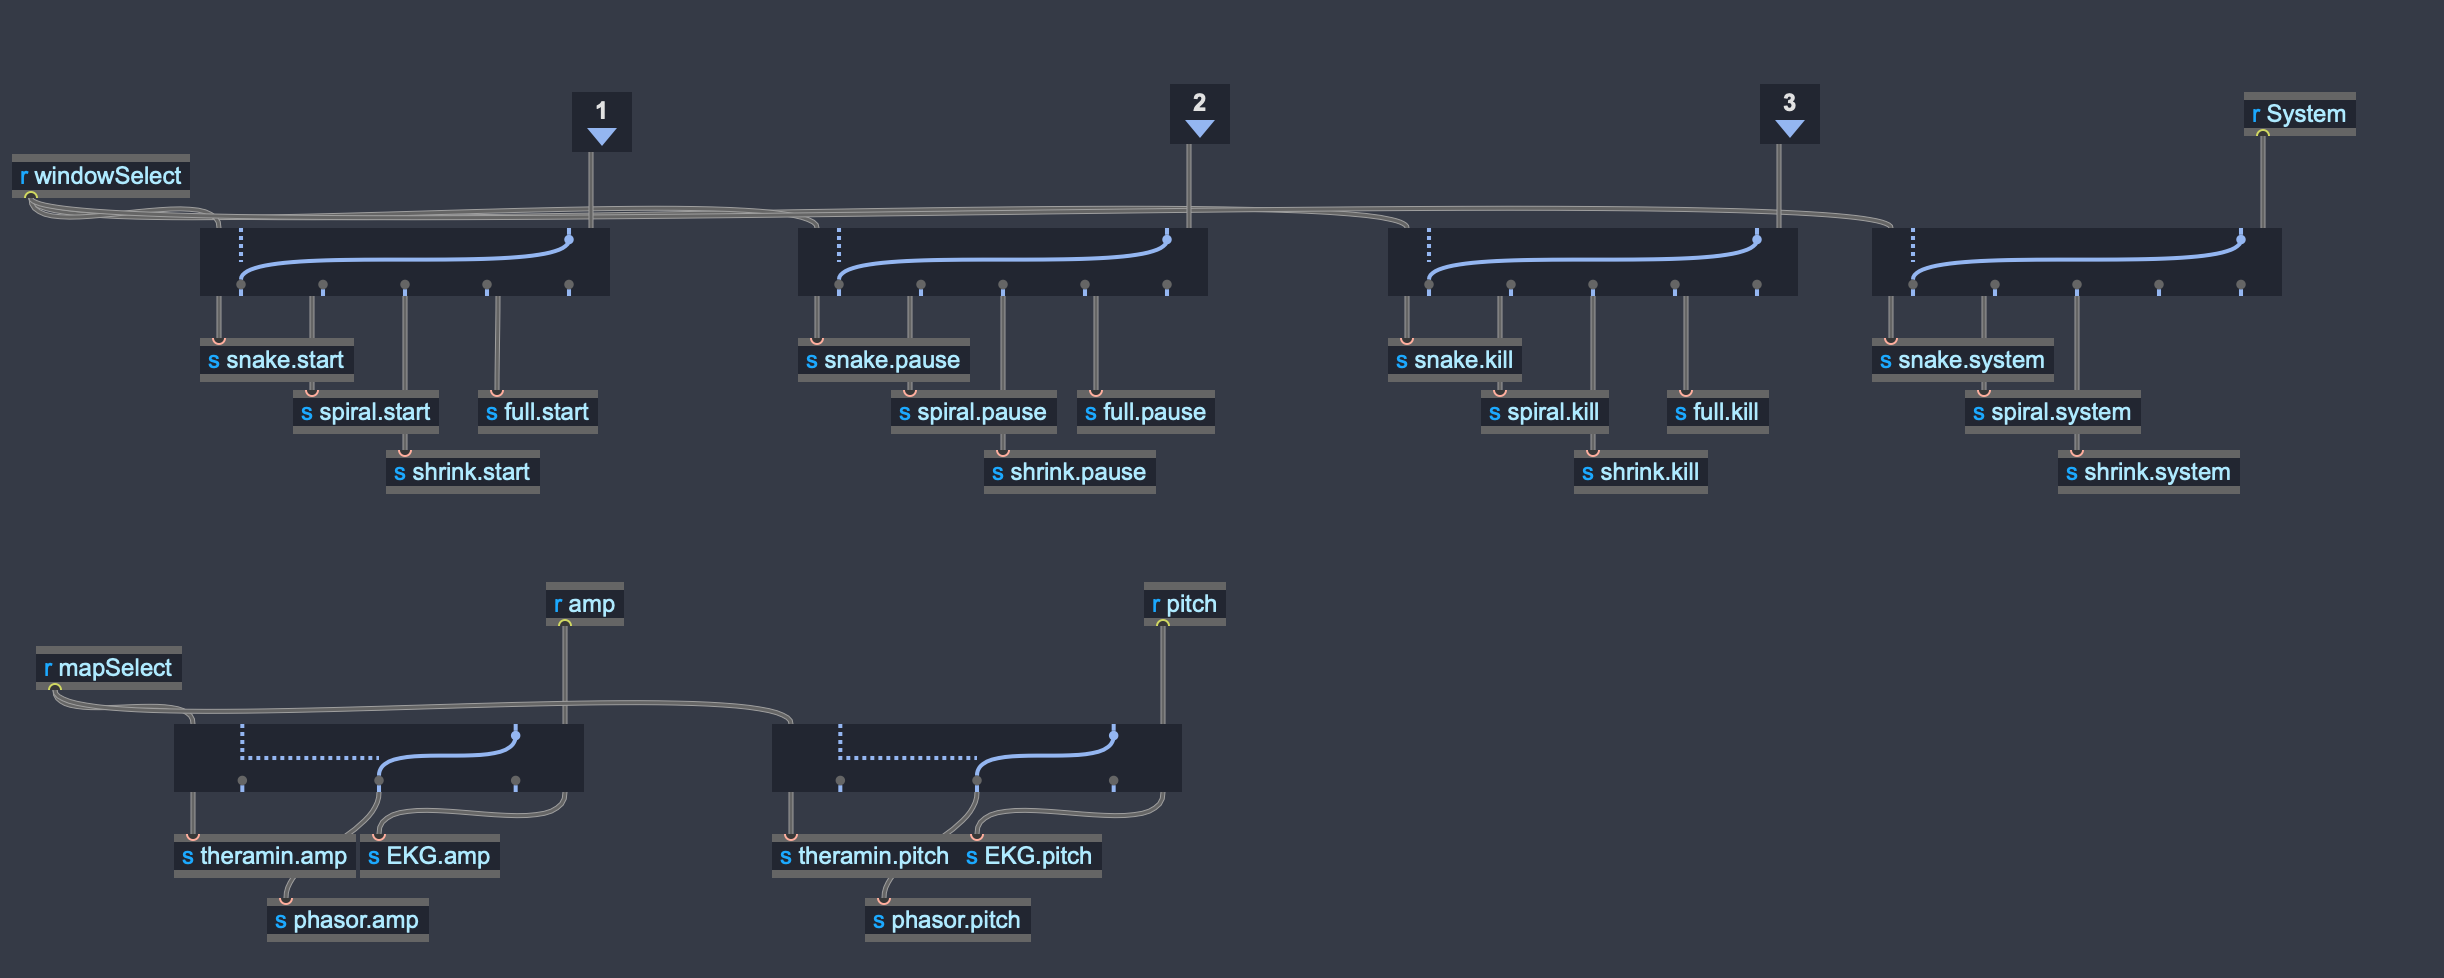 1
2
3
r System
r windowSelect
s snake.start
s snake.pause
s snake.kill
s snake.system
s spiral.start
s full.start
s spiral.pause
s full.pause
s spiral.kill
s full.kill
s spiral.system
s shrink.start
s shrink.pause
s shrink.kill
s shrink.system
r amp
r pitch
r mapSelect
s theramin.amp
s EKG.amp
s theramin.pitch
s EKG.pitch
s phasor.amp
s phasor.pitch